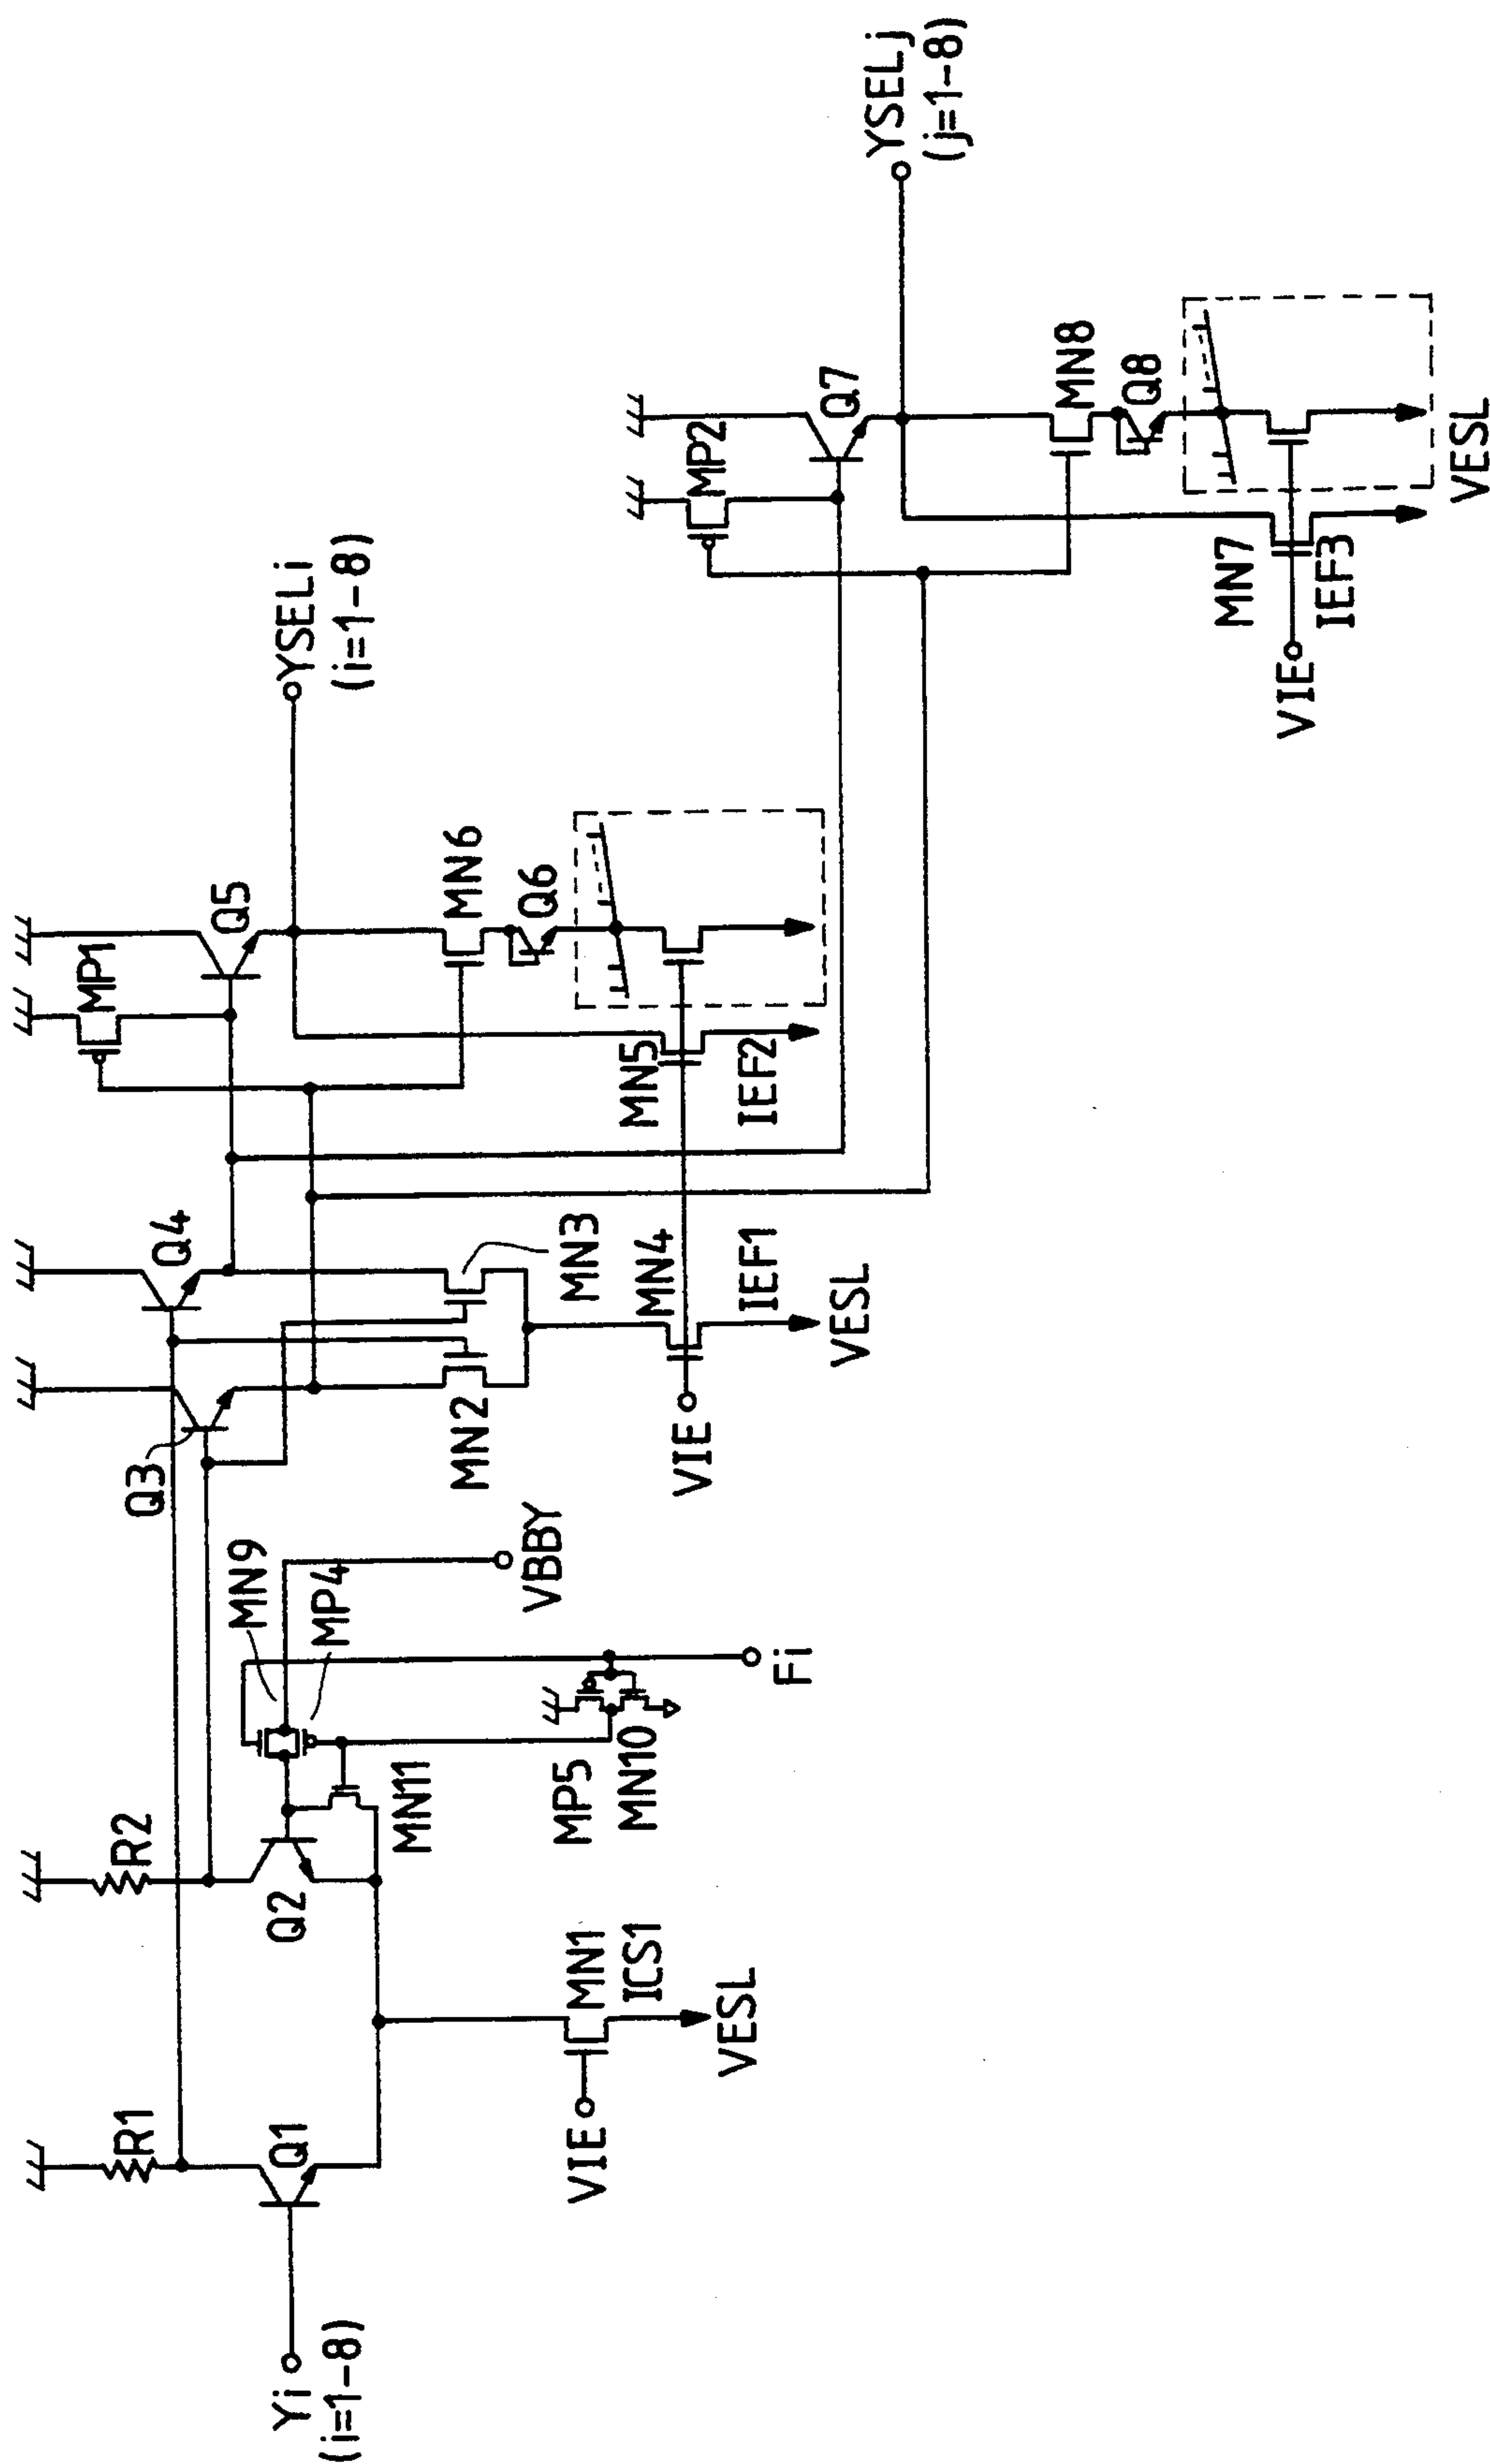 Yi
(i=1-8)
R1
Q1
VIE
MN1
ICS1
VESL
R2
Q2
MN11
MP5
MN10
Fi
MN9
MP4
VBBY
Q3
Q4
MN2
MN3
VIE
MN4
IEF1
VESL
MP1
Q5
MN6
Q6
MN5
IEF2
YSELi
(i=1-8)
MP2
Q7
MN8
Q8
VIE
MN7
IEF3
VESL
YSELj
(j=1-8)